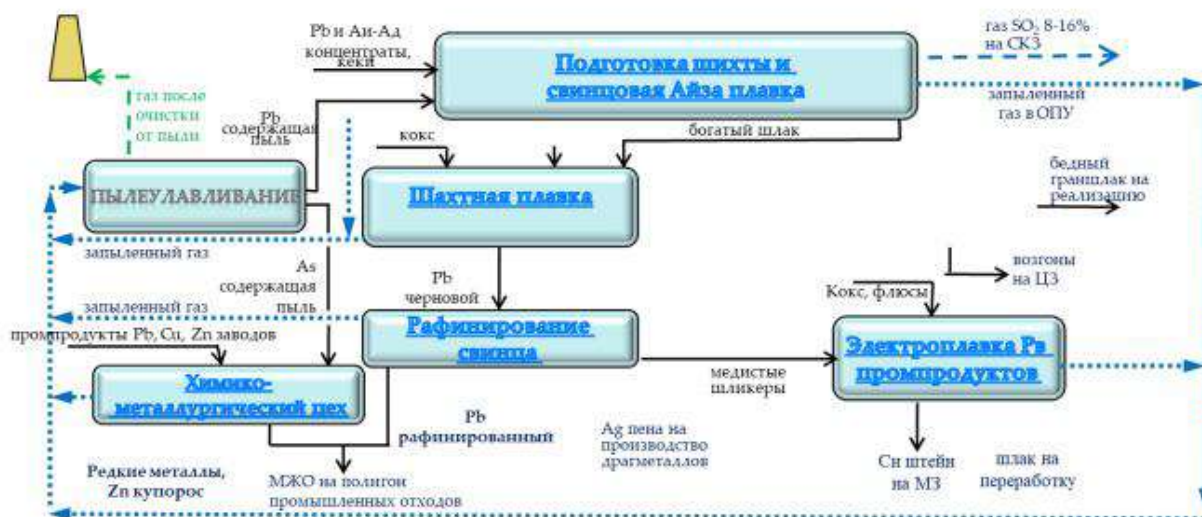 Pb и Аи-Ад
концентраты,
кеки
Подготовка шихты и
свинцовая Айза плавка
газ SO₂ 8-16%
на СКЗ
запыленный
газ в ОПУ
газ после
очистки
от пыли
Pb
содержащая
пыль
кокс
богатый шлак
ПЫЛЕУЛАВЛИВАНИЕ
Шахтная плавка
бедный
граншлак на
реализацию
запыленный газ
As
содержащая
пыль
Pb
черновой
возгоны
на ЦЗ
Кокс, флюсы
запыленный газ
промпродукты Pb, Cu, Zn заводов
Рафинирование
свинца
Электроплавка Рв
промпродуктов
медистые
шликеры
Химико-
металлургический цех
Pb
рафинированный
Ag пена на
производство
драгметаллов
Редкие металлы,
Zn купорос
МЖО на полигон
промышленных отходов
Си штейн
на МЗ
шлак на
переработку